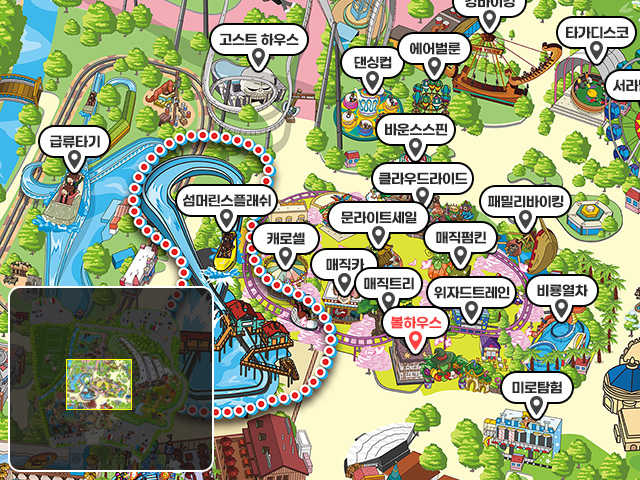 타가디스코
고스트 하우스
에어벌룬
댄싱컵
바운스스핀
급류타기
클라우드라이드
섬머린스플래쉬
패밀리바이킹
문라이트세일
캐로셀
매직펌킨
매직카
매직트리
위자드트레인
비룡열차
볼하우스
미로탐험